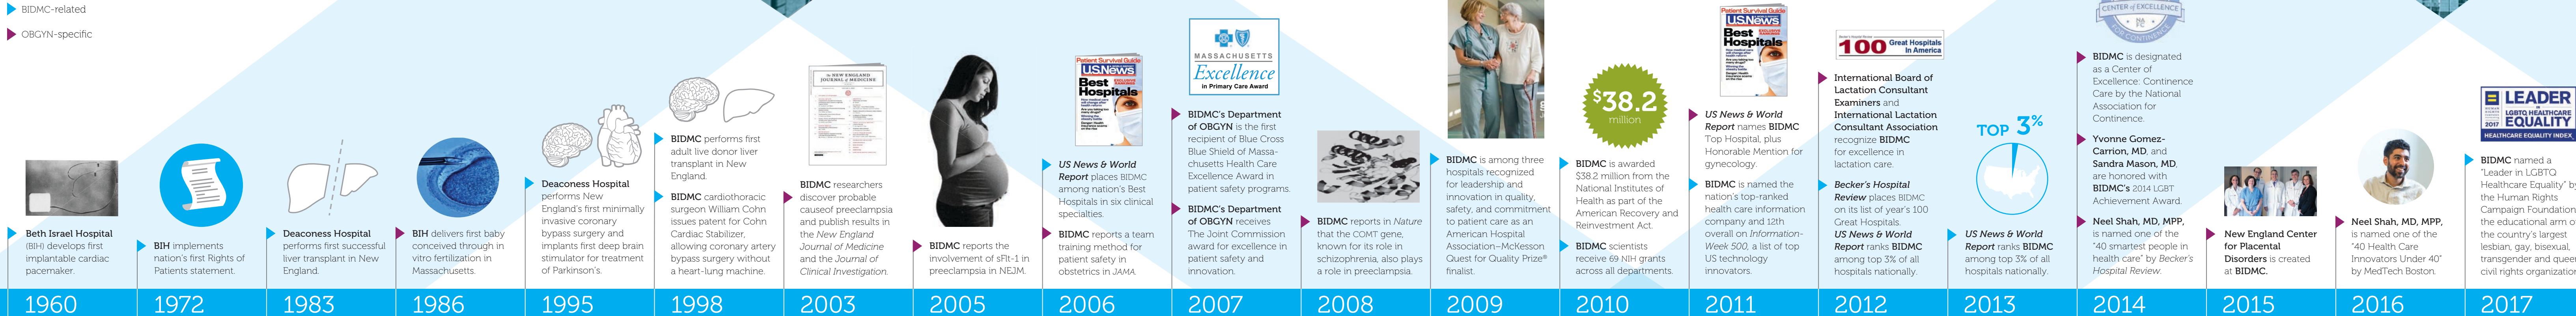 BIDMC-related
OBGYN-specific
Beth Israel Hospital
(BIH) develops first
implantable cardiac
pacemaker.
1960
BIH implements
nation's first Rights of
Patients statement.
1972
Deaconess Hospital
performs first successful
liver transplant in New
England.
1983
BIH delivers first baby
conceived through in
vitro fertilization in
Massachusetts.
1986
Deaconess Hospital
performs New
England's first minimally
invasive coronary
bypass surgery and
implants first deep brain
stimulator for treatment
of Parkinson's.
1995
BIDMC performs first
adult live donor liver
transplant in New
England.
BIDMC cardiothoracic
surgeon William Cohn
issues patent for Cohn
Cardiac Stabilizer,
allowing coronary artery
bypass surgery without
a heart-lung machine.
1998
The NEW ENGLAND
JOURNAL of MEDICINE
BIDMC researchers
discover probable
causeof preeclampsia
and publish results in
the New England
Journal of Medicine
and the Journal of
Clinical Investigation.
2003
BIDMC reports the
involvement of sFlt-1 in
preeclampsia in NEJM.
2005
Patient Survival Guide
US.News
Best
Hospitals
US News & World
Report places BIDMC
among nation's Best
Hospitals in six clinical
specialties.
BIDMC reports a team
training method for
patient safety in
obstetrics in JAMA.
2006
MASSACHUSETTS
Excellence
in Primary Care Award
BIDMC's Department
of OBGYN is the first
recipient of Blue Cross
Blue Shield of Massa-
chusetts Health Care
Excellence Award in
patient safety programs.
BIDMC's Department
of OBGYN receives
The Joint Commission
award for excellence in
patient safety and
innovation.
2007
BIDMC reports in Nature
that the COMT gene,
known for its role in
schizophrenia, also plays
a role in preeclampsia.
2008
BIDMC is among three
hospitals recognized
for leadership and
innovation in quality,
safety, and commitment
to patient care as an
American Hospital
Association–McKesson
Quest for Quality Prize®
finalist.
2009
$38.2
million
BIDMC is awarded
$38.2 million from the
National Institutes of
Health as part of the
American Recovery and
Reinvestment Act.
BIDMC scientists
receive 69 NIH grants
across all departments.
2010
Patient Survival Guide
US.News
Best
Hospitals
US News & World
Report names BIDMC
Top Hospital, plus
Honorable Mention for
gynecology.
BIDMC is named the
nation's top-ranked
health care information
company and 12th
overall on Information-
Week 500, a list of top
US technology
innovators.
2011
100 Great Hospitals
In America
International Board of
Lactation Consultant
Examiners and
International Lactation
Consultant Association
recognize BIDMC
for excellence in
lactation care.
Becker's Hospital
Review places BIDMC
on its list of year's 100
Great Hospitals.
US News & World
Report ranks BIDMC
among top 3% of all
hospitals nationally.
2012
TOP 3%
US News & World
Report ranks BIDMC
among top 3% of all
hospitals nationally.
2013
CENTER of EXCELLENCE
FOR CONTINENCE
BIDMC is designated
as a Center of
Excellence: Continence
Care by the National
Association for
Continence.
Yvonne Gomez-
Carrion, MD, and
Sandra Mason, MD,
are honored with
BIDMC's 2014 LGBT
Achievement Award.
Neel Shah, MD, MPP,
is named one of the
"40 smartest people in
health care" by Becker's
Hospital Review.
2014
New England Center
for Placental
Disorders is created
at BIDMC.
2015
Neel Shah, MD, MPP,
is named one of the
"40 Health Care
Innovators Under 40"
by MedTech Boston.
2016
2017
LEADER
LGBTQ HEALTHCARE
EQUALITY
HEALTHCARE EQUALITY INDEX
BIDMC named a
"Leader in LGBTQ
Healthcare Equality" by
the Human Rights
Campaign Foundation,
the educational arm of
the country's largest
lesbian, gay, bisexual,
transgender and queer
civil rights organization
2017